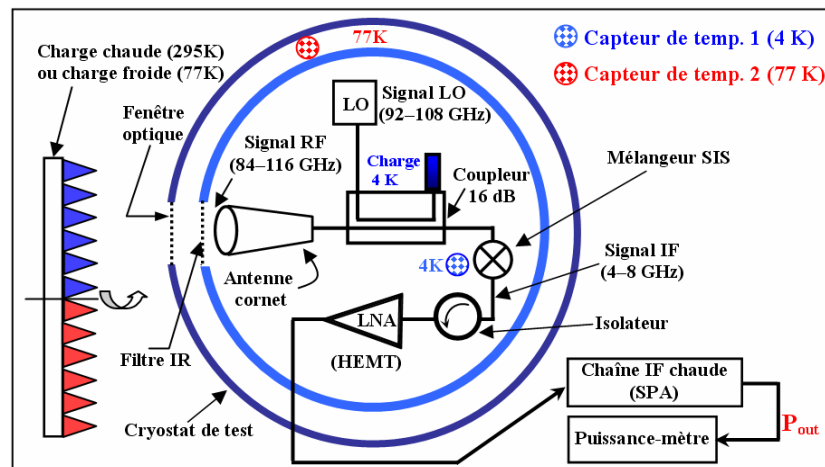 Charge chaude (295K)
ou charge froide
(77K)
Fenêtre
optique
Signal RF
(84–116 GHz)
77K
LO
Signal LO
(92–108 GHz)
Charge
4 K
Coupleur
16 dB
Capteur de temp. 1 (4 K)
Capteur de temp. 2 (77 K)
Mélangeur SIS
4K
Signal IF
(4–8 GHz)
Antenne
cornet
LNA
(HEMT)
Isolateur
Filtre IR
Cryostat de test
Chaîne IF chaude
(SPA)
Pout
Puissance-mètre